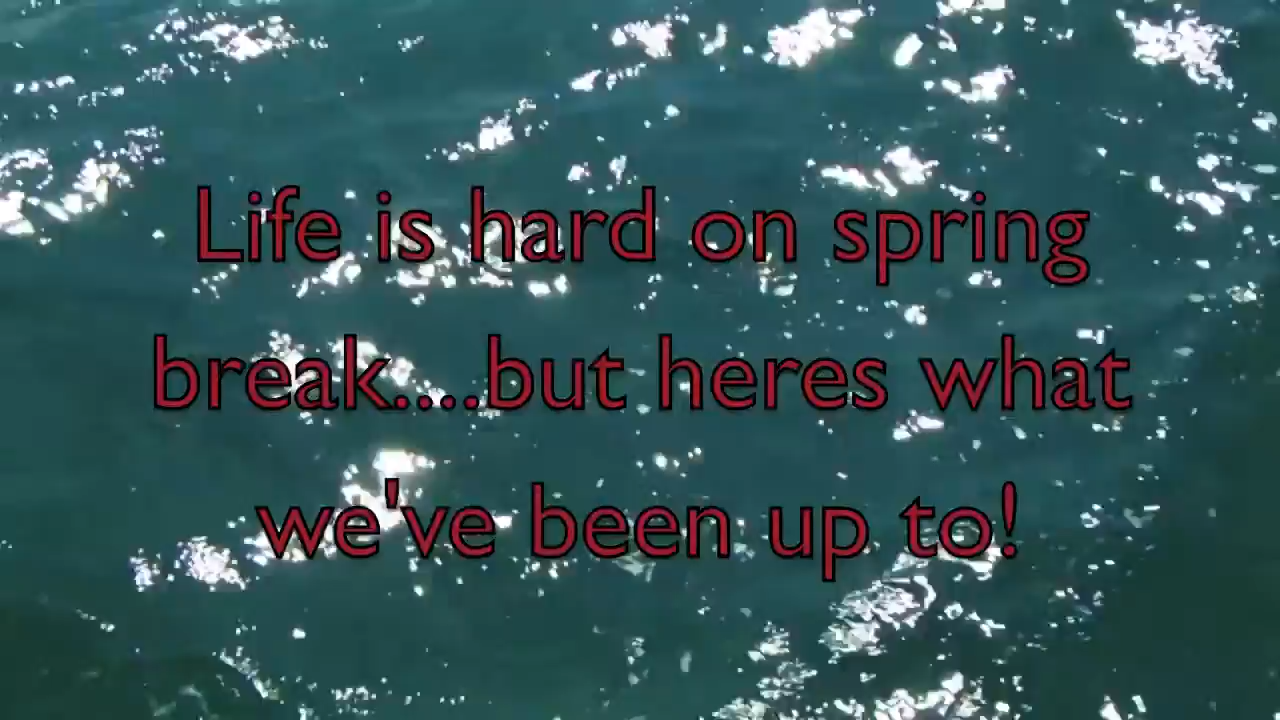 Life is hard on spring
break....but heres what
we've been up to!